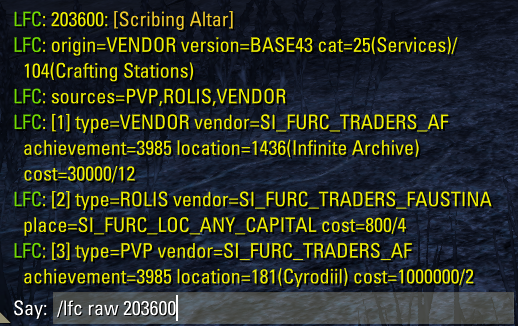 LFC: 203600: [Scribing Altar]
LFC: origin=VENDOR version=BASE43 cat=25(Services)/
104(Crafting Stations)
LFC: sources=PVP,ROLIS,VENDOR
LFC: [1] type=VENDOR vendor=SI_FURC_TRADERS_AF
achievement=3985 location=1436(Infinite Archive)
cost=30000/12
LFC: [2] type=ROLIS vendor=SI_FURC_TRADERS_FAUSTINA
place=SI_FURC_LOC_ANY_CAPITAL cost=800/4
LFC: [3] type=PVP vendor=SI_FURC_TRADERS_AF
achievement=3985 location=181(Cyrodiil) cost=1000000/2
Say: /lfc raw 203600